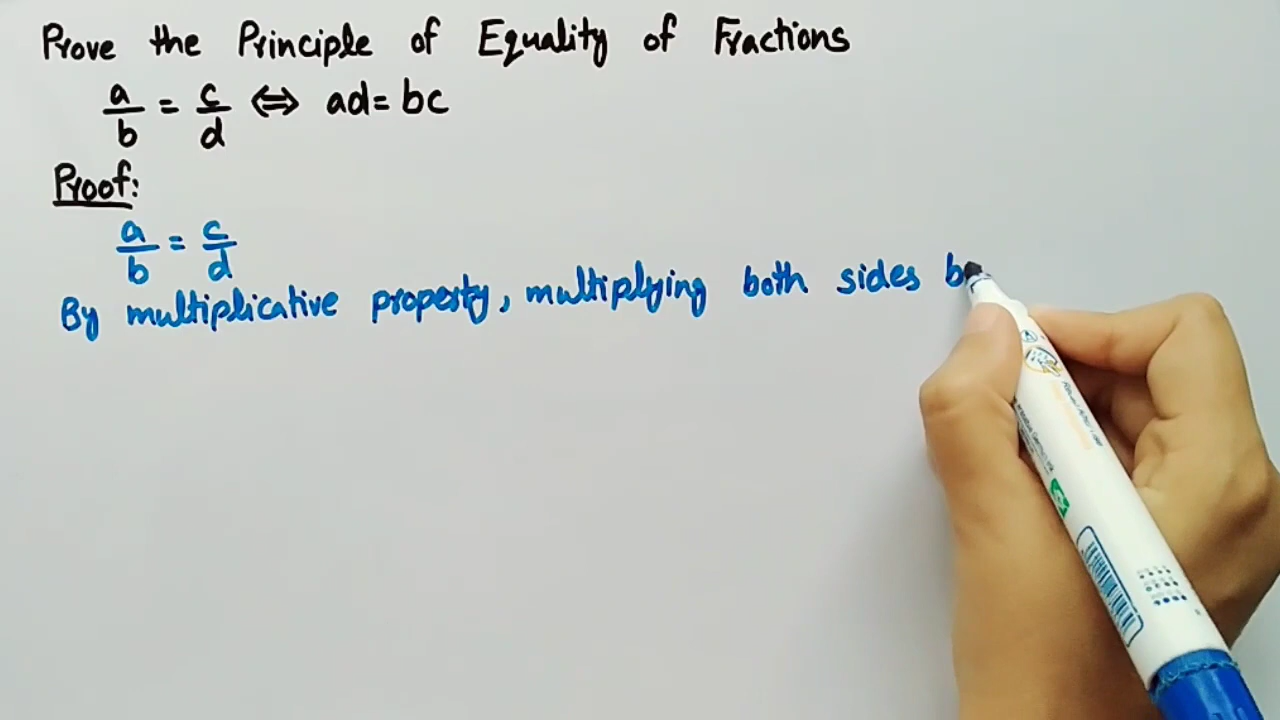 Prove the Principle of Equality of Fractions
a/b = c/d ⇔ ad = bc
Proof:
a/b = c/d
By multiplicative property, multiplying both sides b